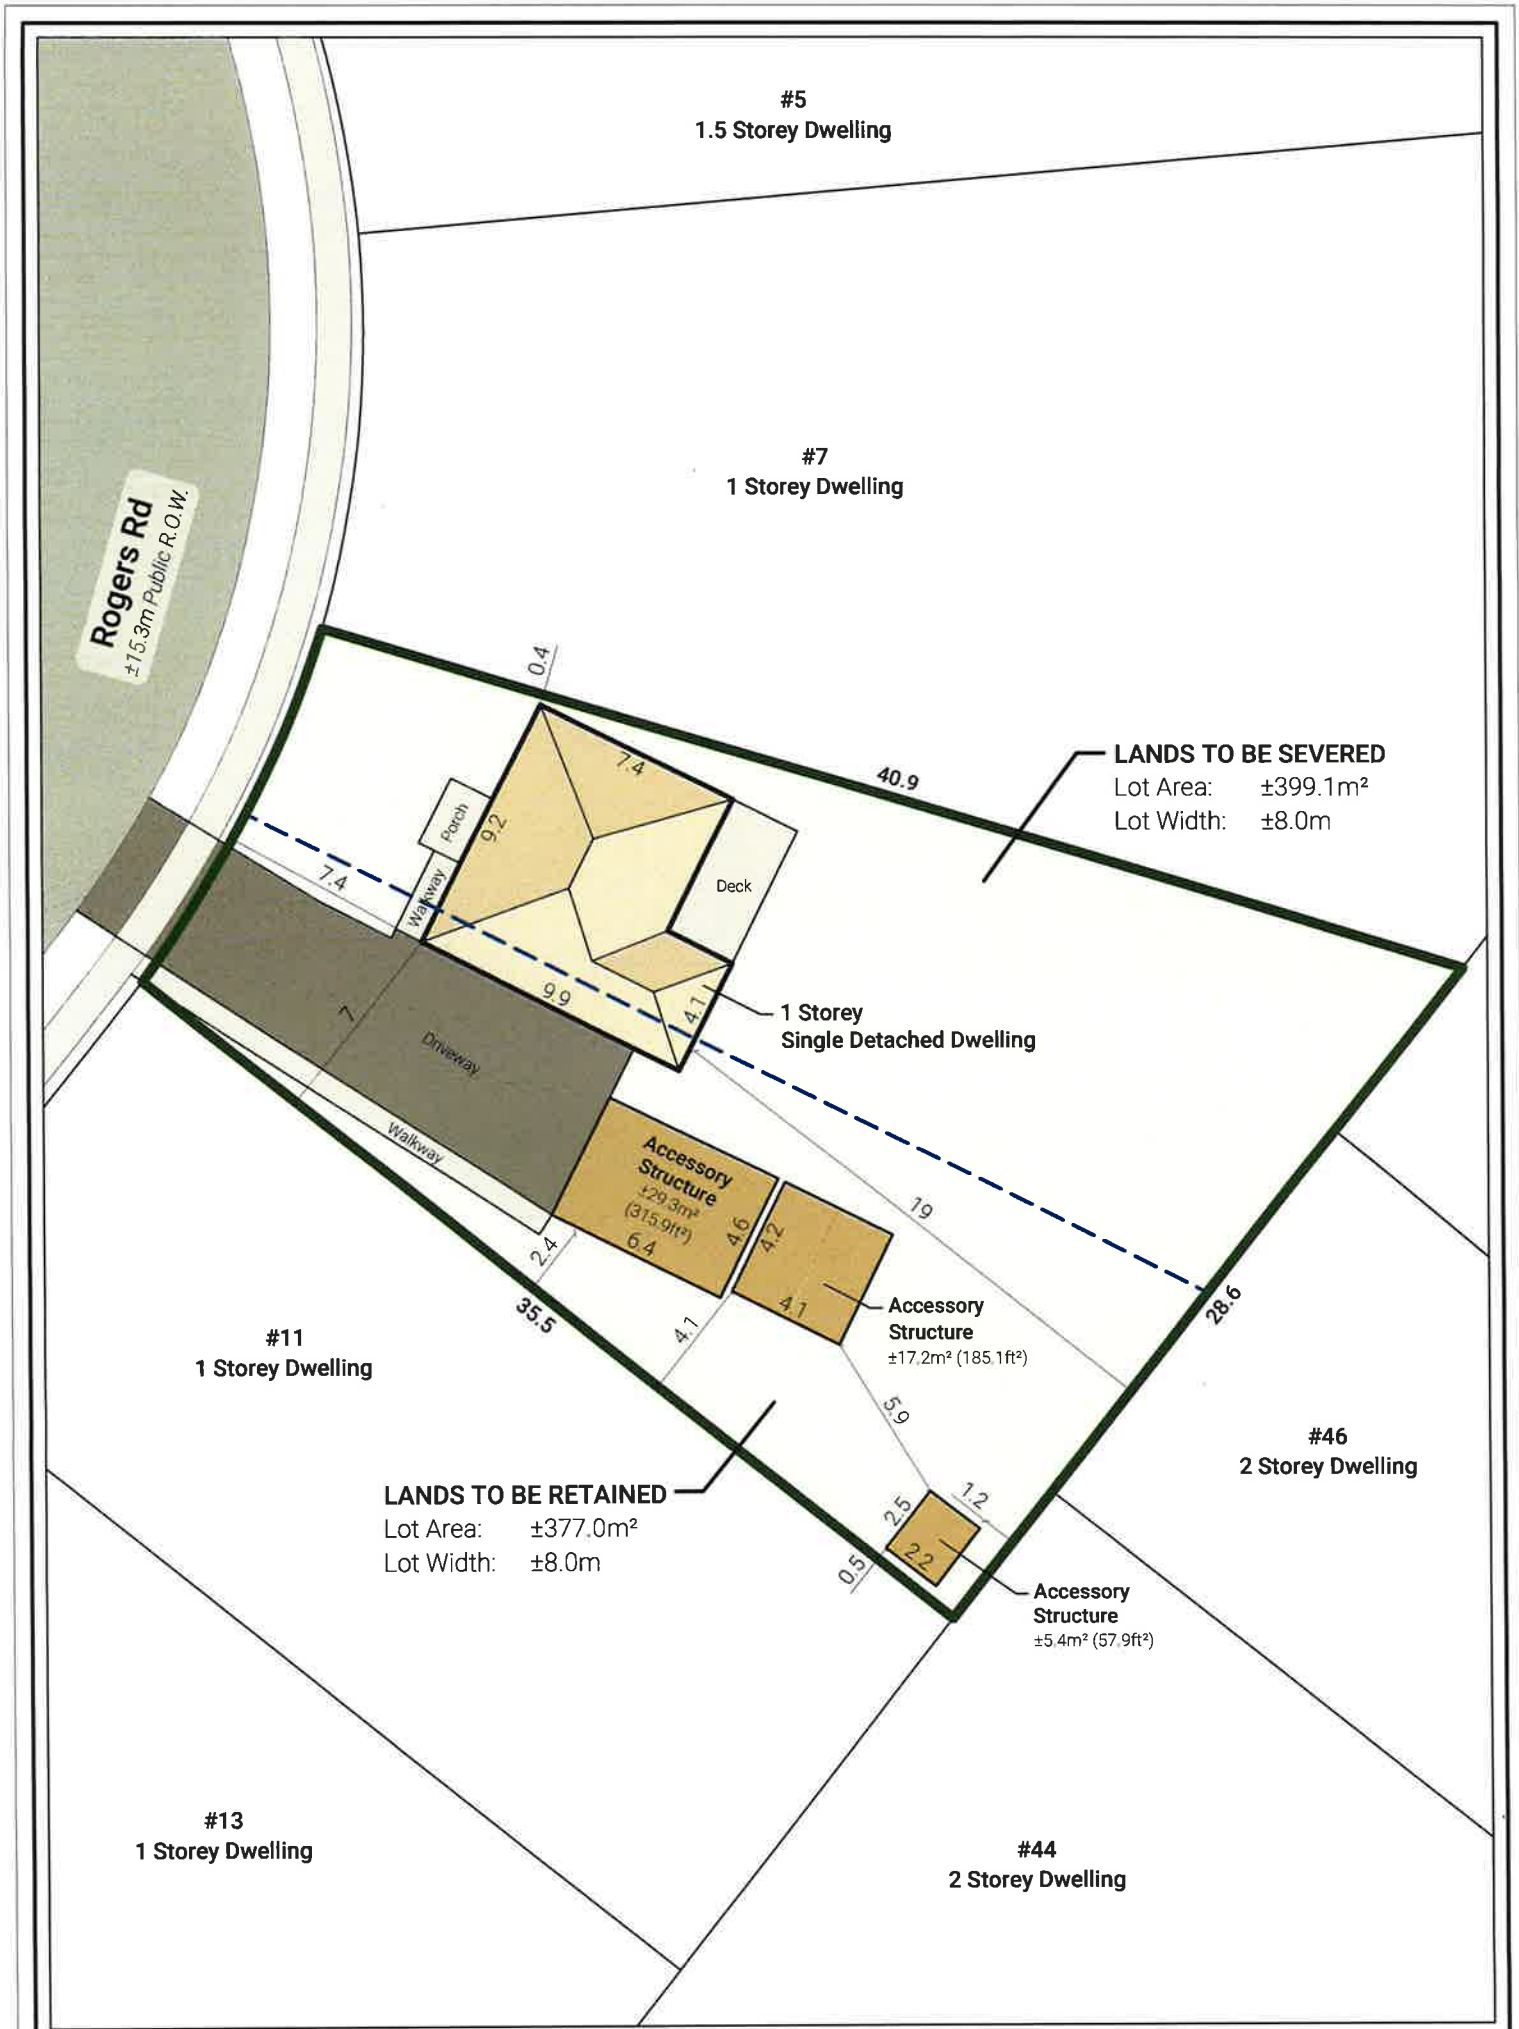 #5
1.5 Storey Dwelling
#7
1 Storey Dwelling
Rogers Rd
±15.3m Public R.O.W.
0.4
7.4
40.9
LANDS TO BE SEVERED
Lot Area: ±399.1m²
Lot Width: ±8.0m
Porch
9.2
Deck
7.4
Walkway
9.9
4.1
1 Storey
Single Detached Dwelling
7
Driveway
Walkway
Accessory
Structure
±29.3m²
(315.9ft²)
6.4
4.6
4.2
4.1
19
2.4
35.5
4.1
Accessory
Structure
±17.2m² (185.1ft²)
28.6
#11
1 Storey Dwelling
5.9
#46
2 Storey Dwelling
LANDS TO BE RETAINED
Lot Area: ±377.0m²
Lot Width: ±8.0m
2.5
1.2
2.2
0.5
Accessory
Structure
±5.4m² (57.9ft²)
#13
1 Storey Dwelling
#44
2 Storey Dwelling